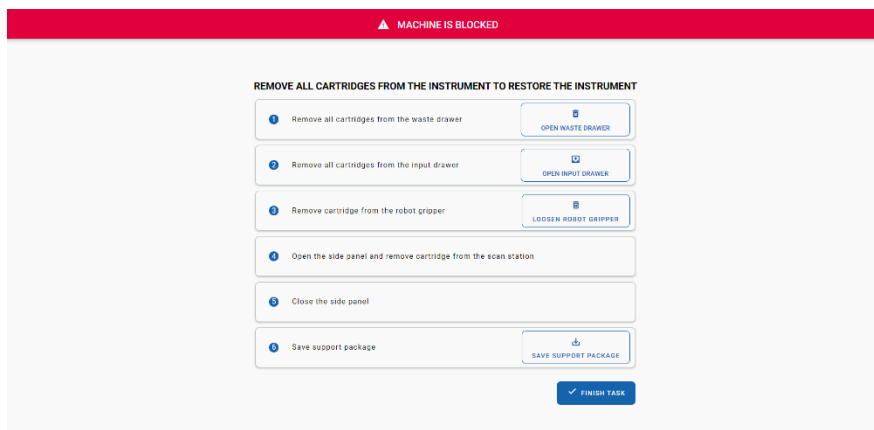 MACHINE IS BLOCKED
REMOVE ALL CARTRIDGES FROM THE INSTRUMENT TO RESTORE THE INSTRUMENT
1 Remove all cartridges from the waste drawer
OPEN WASTE DRAWER
2 Remove all cartridges from the input drawer
OPEN INPUT DRAWER
3 Remove cartridge from the robot gripper
LOOSEN ROBOT GRIPPER
4 Open the side panel and remove cartridge from the scan station
5 Close the side panel
6 Save support package
SAVE SUPPORT PACKAGE
FINISH TASK